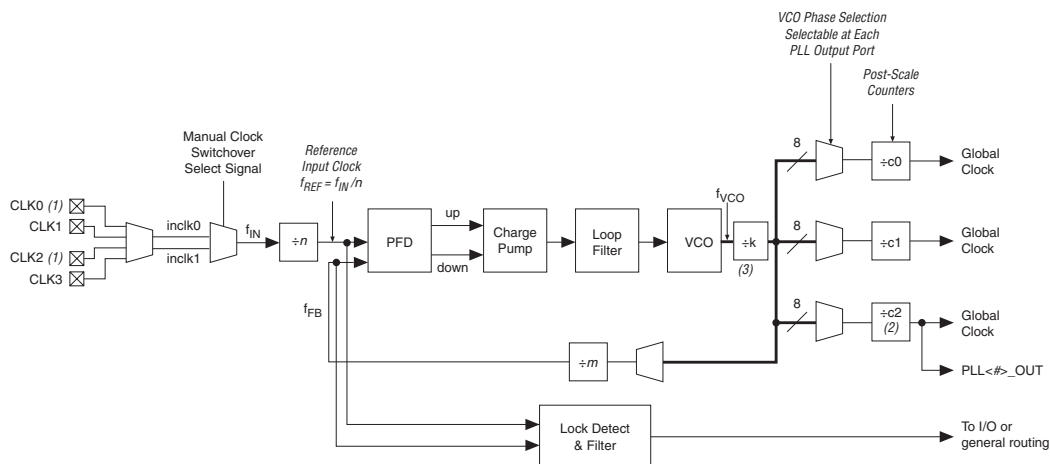 VCO Phase Selection
Selectable at Each
PLL Output Port
Post-Scale
Counters
Manual Clock
Switchover
Select Signal
Reference
Input Clock
fREF = fIN /n
CLK0 (1)
CLK1
CLK2 (1)
CLK3
inclk0
inclk1
fIN
÷n
PFD
up
down
Charge
Pump
Loop
Filter
VCO
fVCO
÷k
(3)
8
÷c0
Global
Clock
8
÷c1
Global
Clock
8
÷c2
(2)
Global
Clock
PLL<#>_OUT
fFB
÷m
Lock Detect
& Filter
To I/O or
general routing